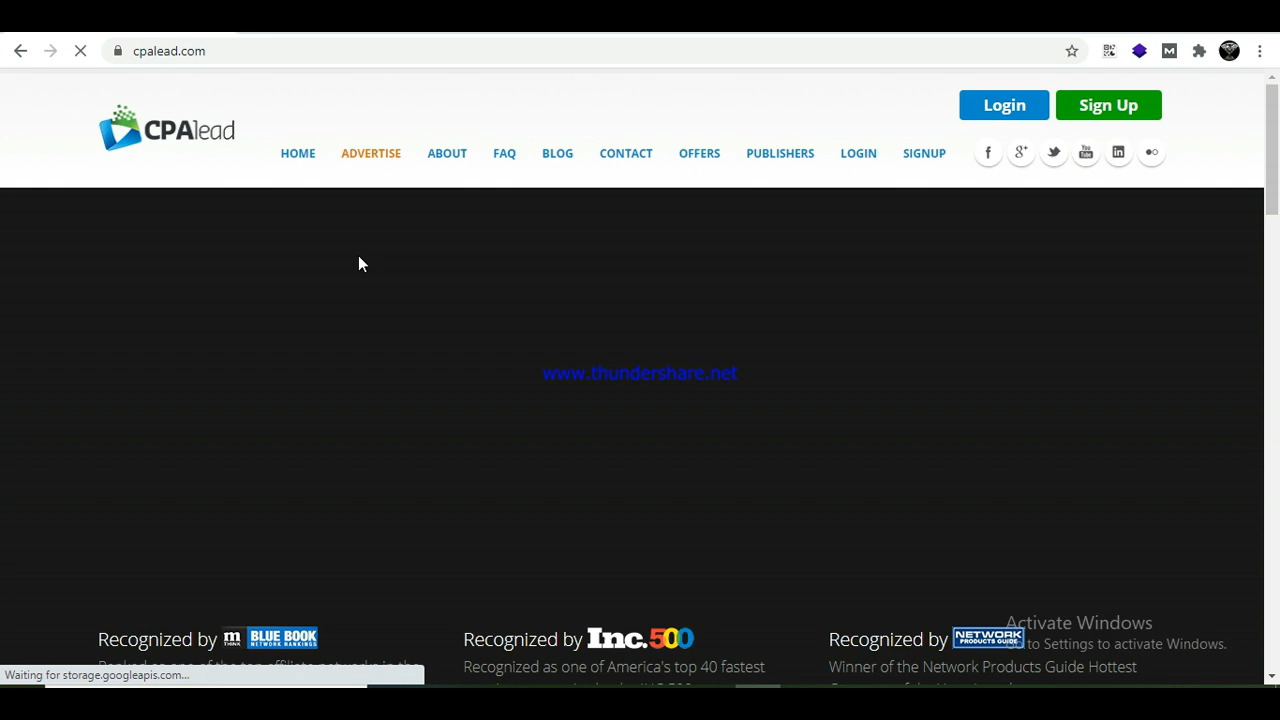 cpalead.com
Login
Sign Up
CPAlead
HOME ADVERTISE ABOUT FAQ BLOG CONTACT OFFERS PUBLISHERS LOGIN SIGNUP
www.thundershare.net
Recognized by m BLUE BOOK NETWORK RANKINGS
Recognized by Inc.500
Recognized by NETWORK PRODUCTS GUIDE
Activate Windows
Go to Settings to activate Windows.
Recognized as one of America's top 40 fastest
Winner of the Network Products Guide Hottest
Waiting for storage.googleapis.com...